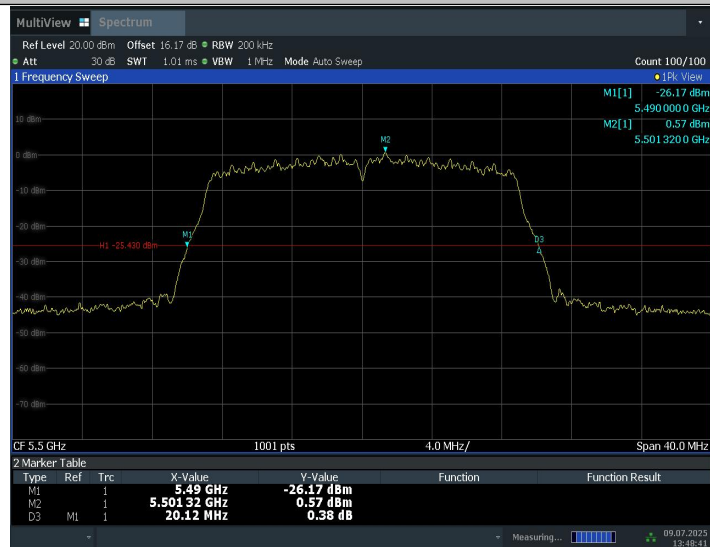 MultiView Spectrum
Ref Level 20.00 dBm Offset 16.17 dB RBW 200 kHz
Att 30 dB SWT 1.01 ms VBW 1 MHz Mode Auto Sweep Count 100/100
1 Frequency Sweep 1Pk View
M1[1] -26.17 dBm
5.490 000 0 GHz
M2[1] 0.57 dBm
5.501 320 0 GHz
10 dBm
M2
0 dBm
-10 dBm
-20 dBm
M1
D3
H1 -25.430 dBm
-30 dBm
-40 dBm
-50 dBm
-60 dBm
-70 dBm
CF 5.5 GHz 1001 pts 4.0 MHz/ Span 40.0 MHz
2 Marker Table
Type Ref Trc X-Value Y-Value Function Function Result
M1 1 5.49 GHz -26.17 dBm
M2 1 5.501 32 GHz 0.57 dBm
D3 M1 1 20.12 MHz 0.38 dB
Measuring... 09.07.2025
13:48:41